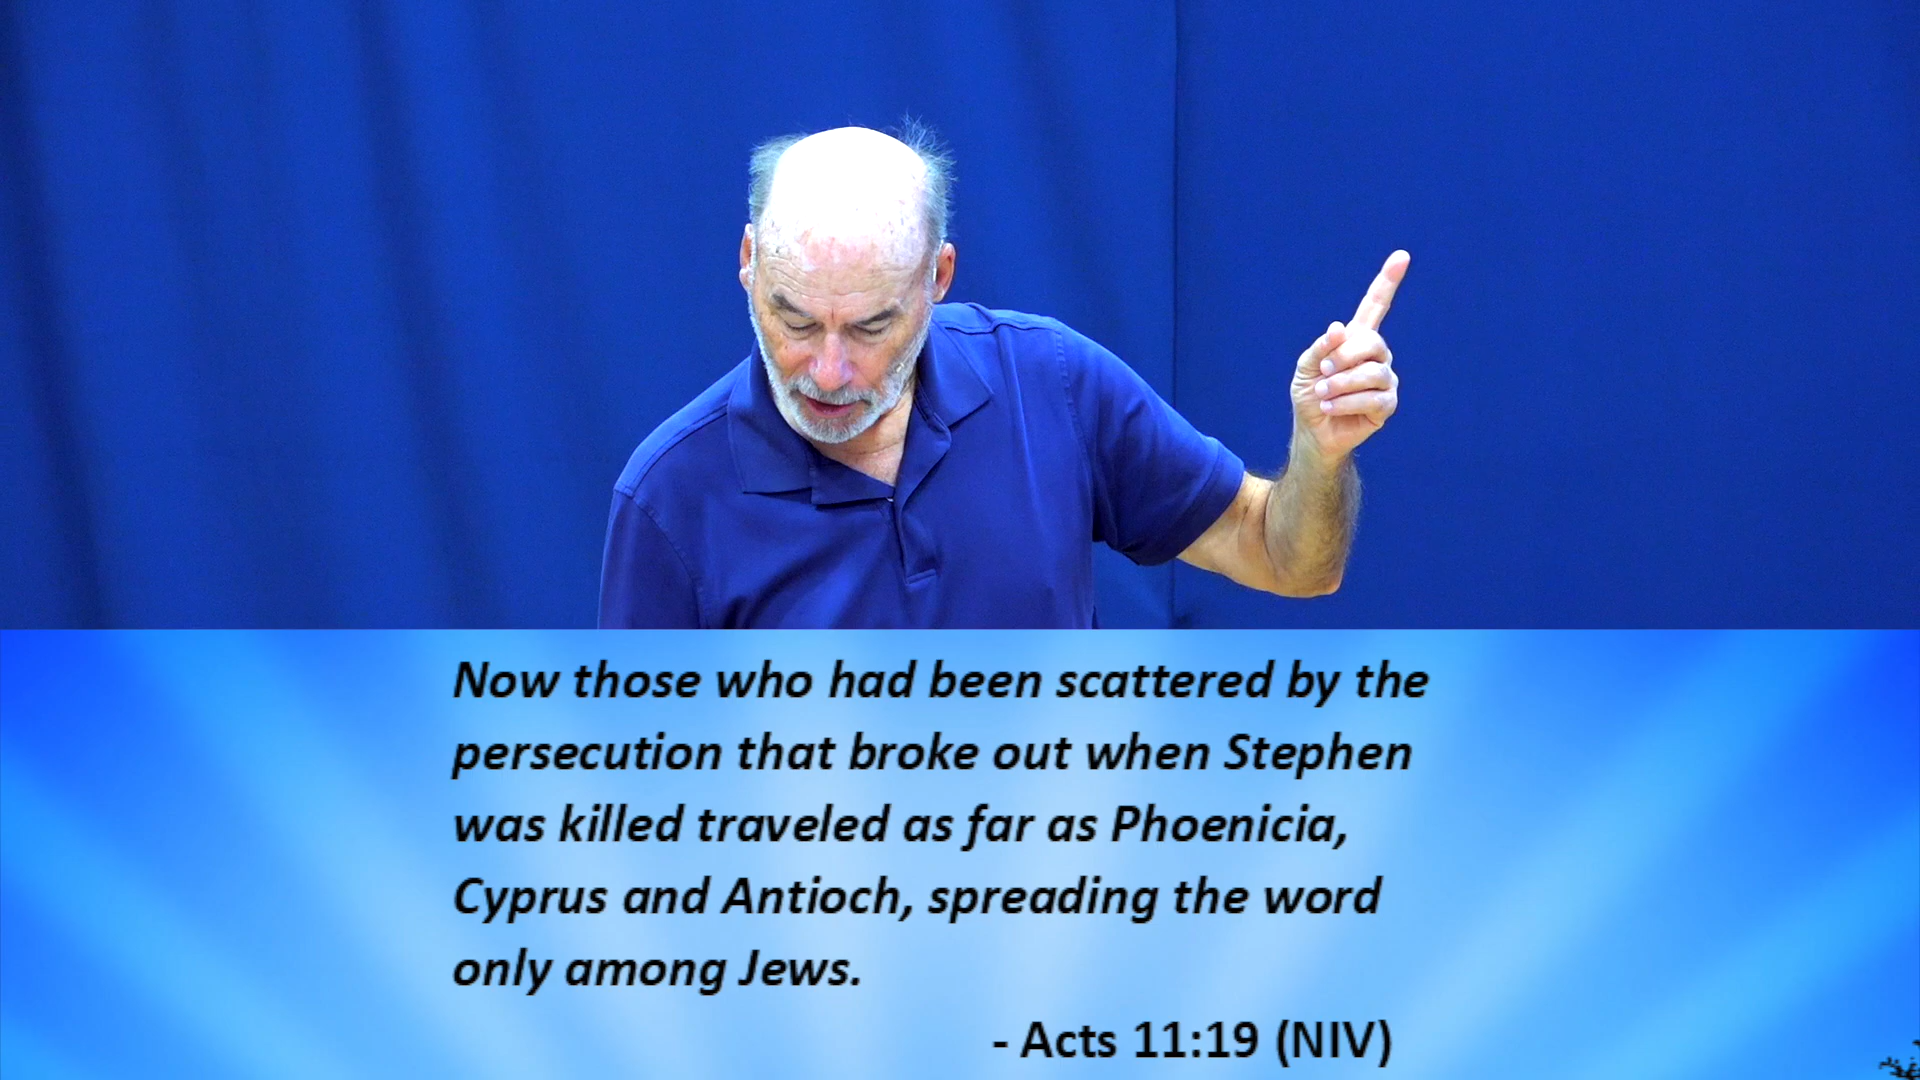 Now those who had been scattered by the
persecution that broke out when Stephen
was killed traveled as far as Phoenicia,
Cyprus and Antioch, spreading the word
only among Jews.
- Acts 11:19 (NIV)